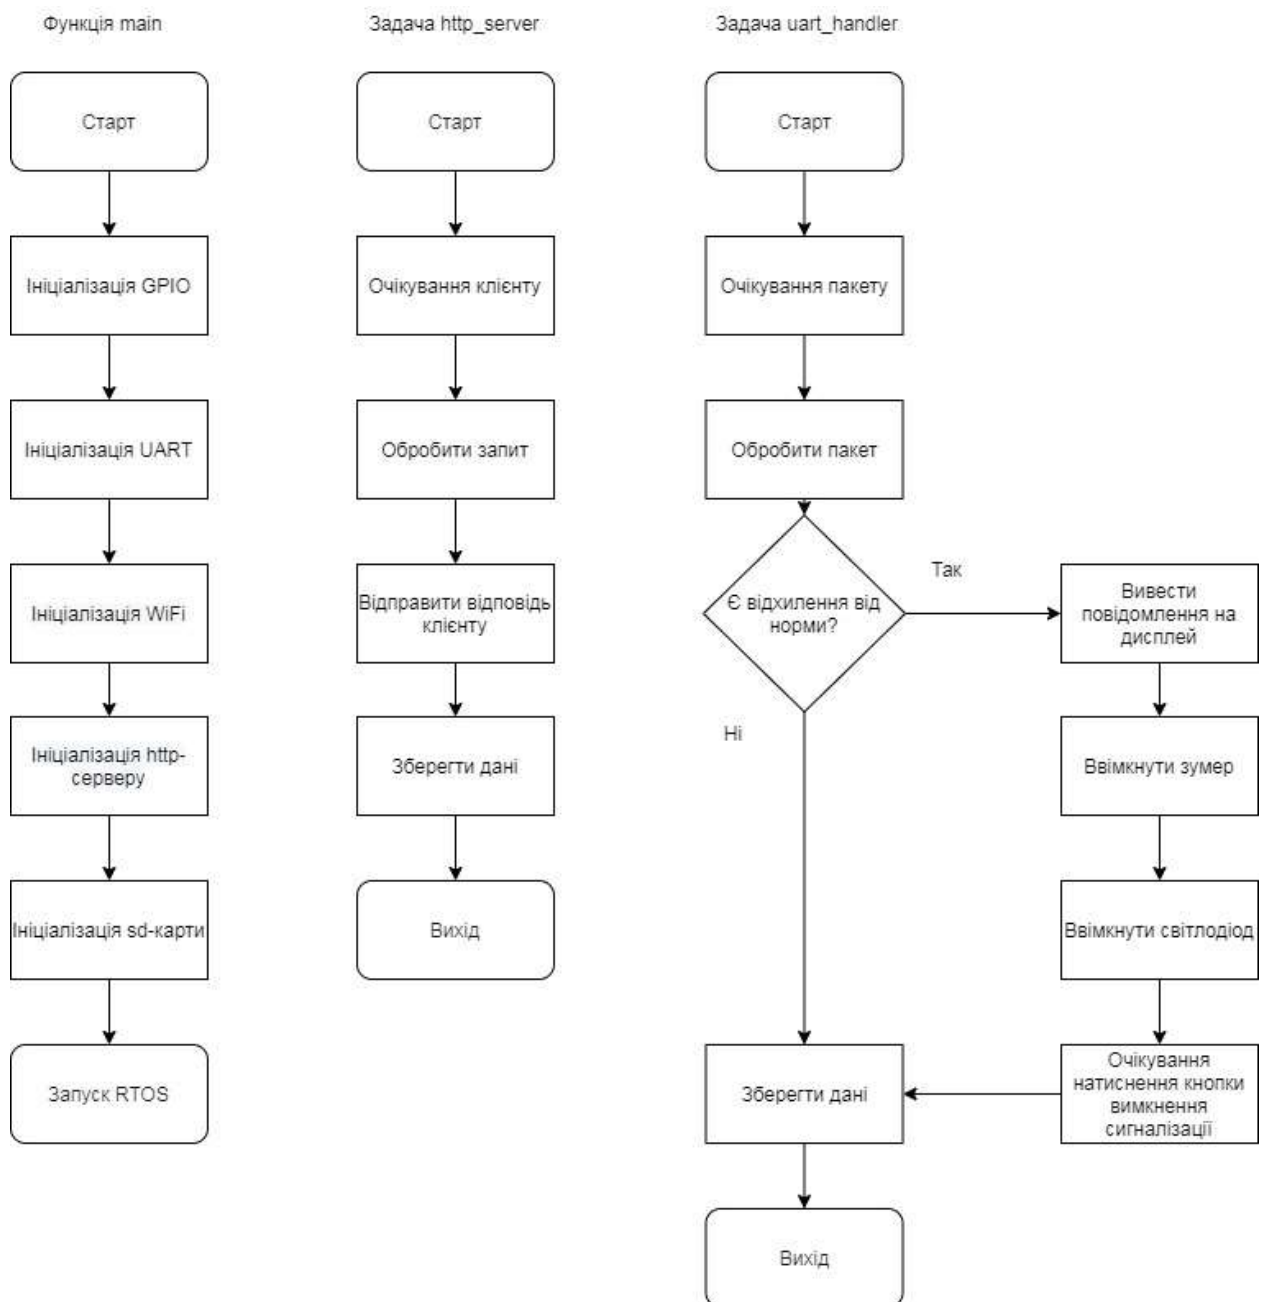 Функція main
Старт
Ініціалізація GPIO
Ініціалізація UART
Ініціалізація WiFi
Ініціалізація http-
серверу
Ініціалізація sd-карти
Запуск RTOS
Задача http_server
Старт
Очікування клієнту
Обробити запит
Відправити відповідь
клієнту
Зберегти дані
Вихід
Задача uart_handler
Старт
Очікування пакету
Обробити пакет
Є відхилення від
норми?
Так
Ні
Вивести
повідомлення на
дисплей
Ввімкнути зумер
Ввімкнути світлодіод
Очікування
натиснення кнопки
вимкнення
сигналізації
Зберегти дані
Вихід